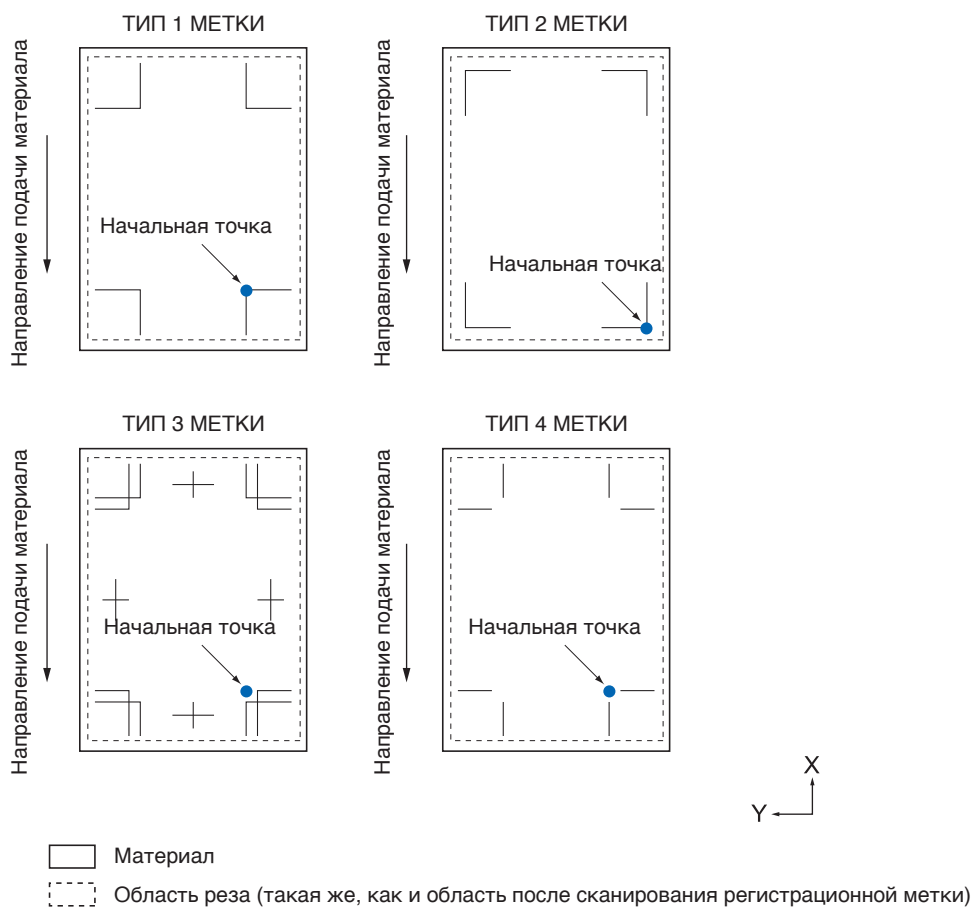 ТИП 1 МЕТКИ
Направление подачи материала
Начальная точка
ТИП 2 МЕТКИ
Направление подачи материала
Начальная точка
ТИП 3 МЕТКИ
Направление подачи материала
Начальная точка
ТИП 4 МЕТКИ
Направление подачи материала
Начальная точка
X
Y
Материал
Область реза (такая же, как и область после сканирования регистрационной метки)